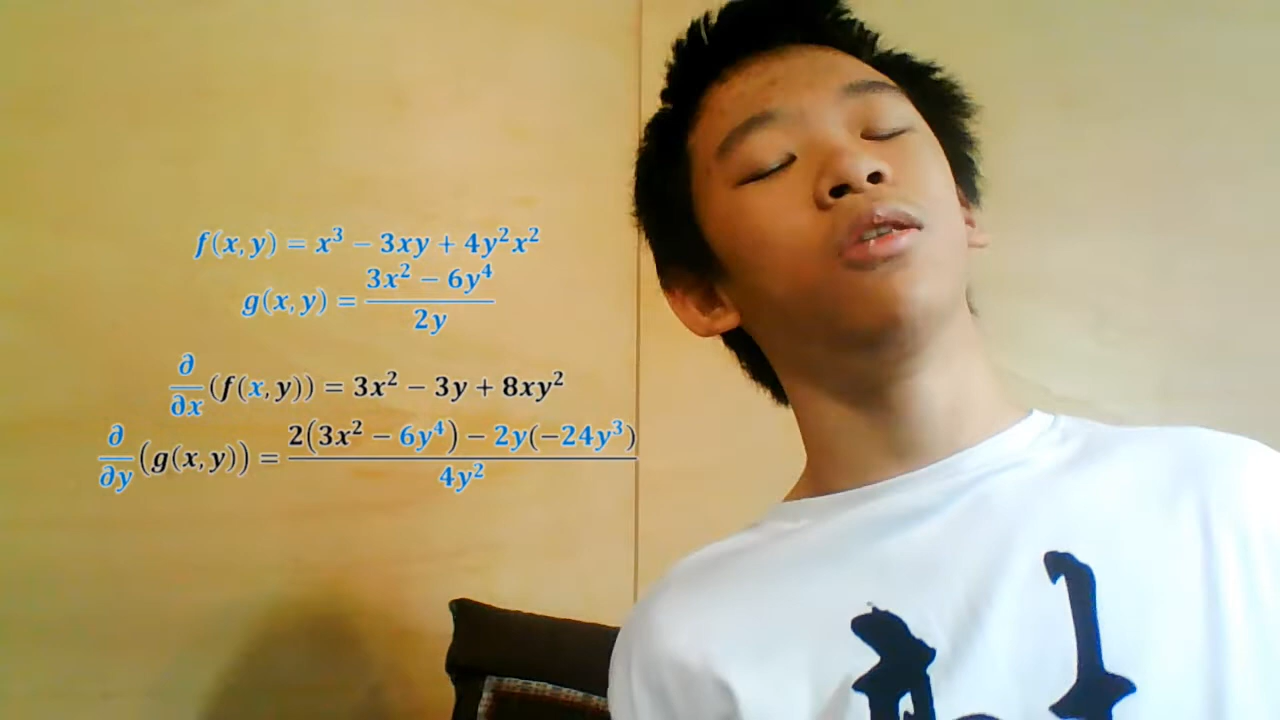 f(x, y) = x³ − 3xy + 4y²x²
g(x, y) = (3x² − 6y⁴)/(2y)
∂/∂x (f(x, y)) = 3x² − 3y + 8xy²
∂/∂y (g(x, y)) = (2(3x² − 6y⁴) − 2y(−24y³))/(4y²)